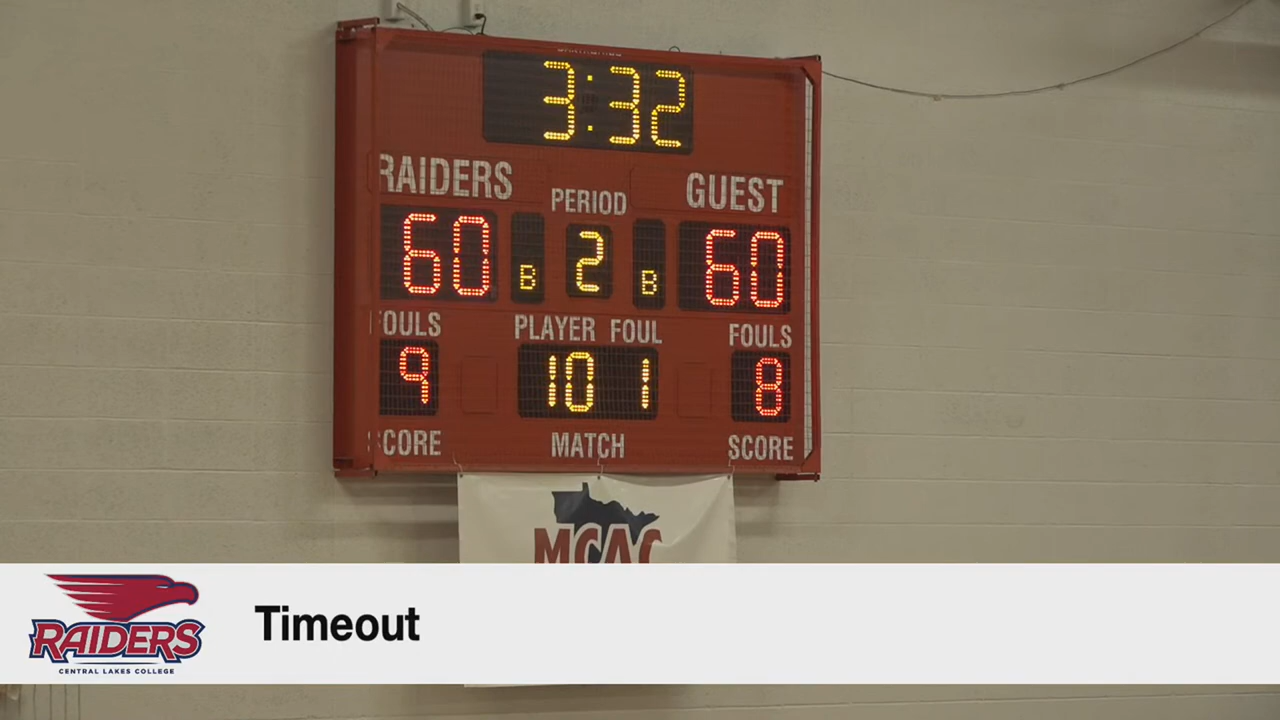 3:32
RAIDERS
PERIOD
GUEST
60
B
2
B
60
FOULS
PLAYER FOUL
FOULS
9
10 1
8
SCORE
MATCH
SCORE
MCAC
RAIDERS
CENTRAL LAKES COLLEGE
Timeout